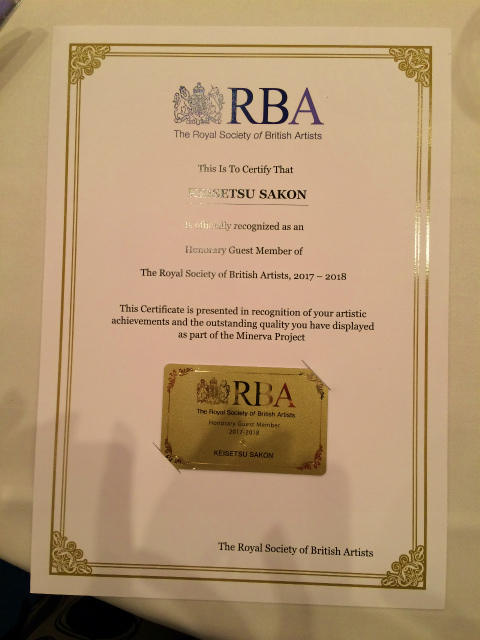 RBA
The Royal Society of British Artists
This Is To Certify That
KEISETSU SAKON
Is officially recognized as an
Honorary Guest Member of
The Royal Society of British Artists, 2017 – 2018
This Certificate is presented in recognition of your artistic
achievements and the outstanding quality you have displayed
as part of the Minerva Project
RBA
The Royal Society of British Artists
Honorary Guest Member
2017-2018
KEISETSU SAKON
The Royal Society of British Artists